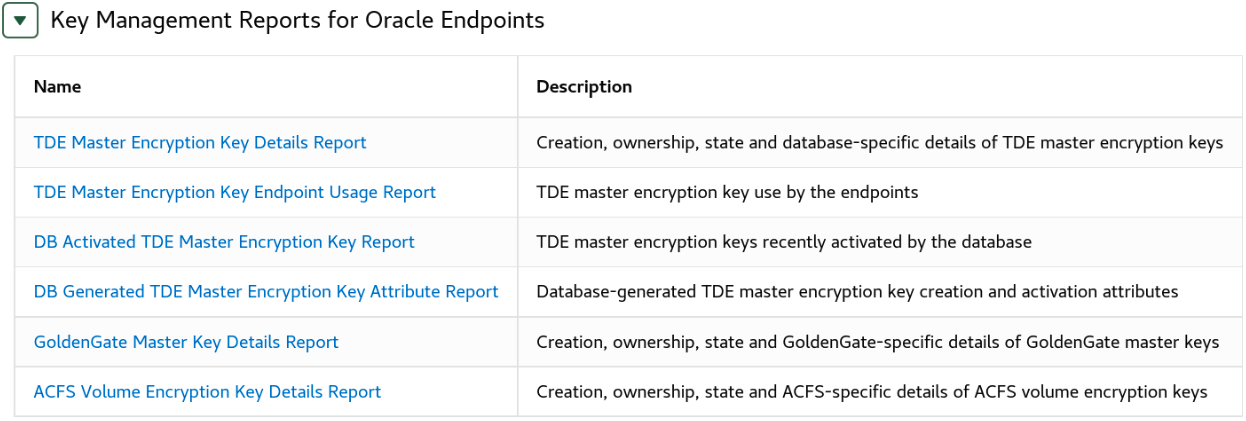 Key Management Reports for Oracle Endpoints
Name Description
TDE Master Encryption Key Details Report Creation, ownership, state and database-specific details of TDE master encryption keys
TDE Master Encryption Key Endpoint Usage Report TDE master encryption key use by the endpoints
DB Activated TDE Master Encryption Key Report TDE master encryption keys recently activated by the database
DB Generated TDE Master Encryption Key Attribute Report Database-generated TDE master encryption key creation and activation attributes
GoldenGate Master Key Details Report Creation, ownership, state and GoldenGate-specific details of GoldenGate master keys
ACFS Volume Encryption Key Details Report Creation, ownership, state and ACFS-specific details of ACFS volume encryption keys